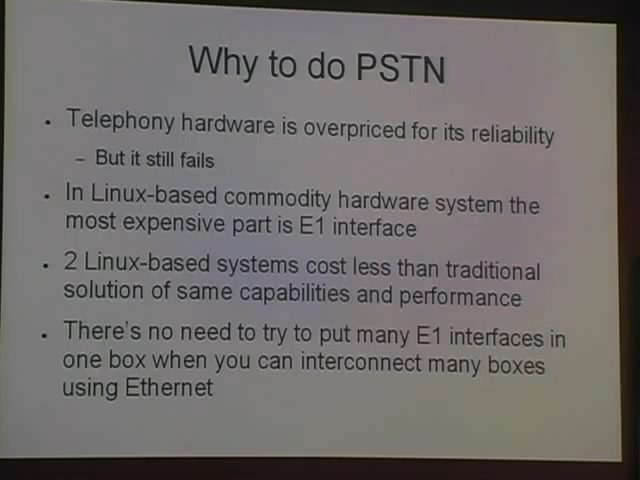 Why to do PSTN
• Telephony hardware is overpriced for its reliability
– But it still fails
• In Linux-based commodity hardware system the
most expensive part is E1 interface
• 2 Linux-based systems cost less than traditional
solution of same capabilities and performance
• There's no need to try to put many E1 interfaces in
one box when you can interconnect many boxes
using Ethernet